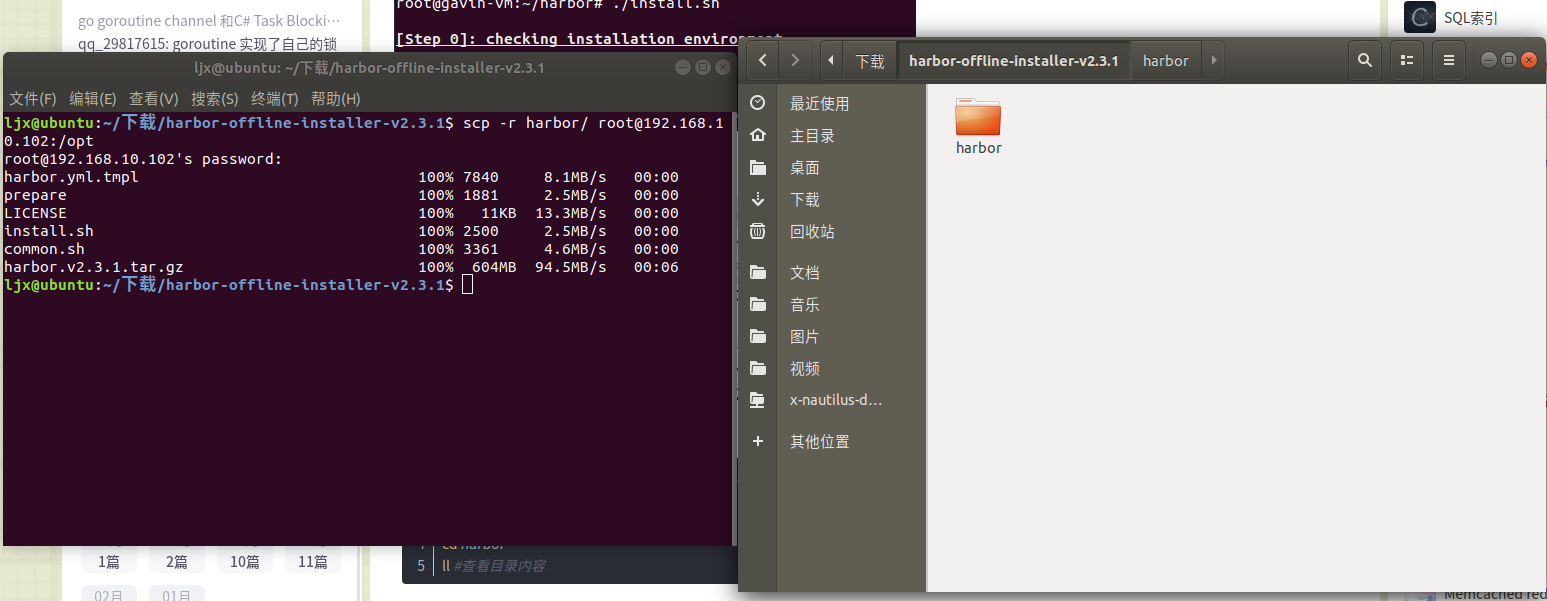 go goroutine channel 和C# Task Blocki…
qq_29817615: goroutine 实现了自己的锁
root@gavin-vm:~/harbor# ./install.sh
[Step 0]: checking installation environment
SQL索引
ljx@ubuntu: ~/下载/harbor-offline-installer-v2.3.1
文件(F) 编辑(E) 查看(V) 搜索(S) 终端(T) 帮助(H)
ljx@ubuntu:~/下载/harbor-offline-installer-v2.3.1$ scp -r harbor/ root@192.168.1
0.102:/opt
root@192.168.10.102's password:
harbor.yml.tmpl 100% 7840 8.1MB/s 00:00
prepare 100% 1881 2.5MB/s 00:00
LICENSE 100% 11KB 13.3MB/s 00:00
install.sh 100% 2500 2.5MB/s 00:00
common.sh 100% 3361 4.6MB/s 00:00
harbor.v2.3.1.tar.gz 100% 604MB 94.5MB/s 00:06
ljx@ubuntu:~/下载/harbor-offline-installer-v2.3.1$
下载 harbor-offline-installer-v2.3.1 harbor
最近使用
主目录
桌面
下载
回收站
文档
音乐
图片
视频
x-nautilus-d…
其他位置
harbor
1篇 2篇 10篇 11篇
02月 01月
cd harbor
5 ll #查看目录内容
Memcached red